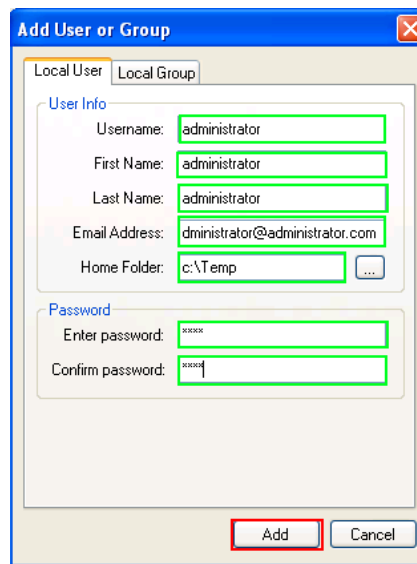 Add User or Group
Local User Local Group
User Info
Username: administrator
First Name: administrator
Last Name: administrator
Email Address: dministrator@administrator.com
Home Folder: c:\Temp ...
Password
Enter password: ****
Confirm password: ****
Add Cancel